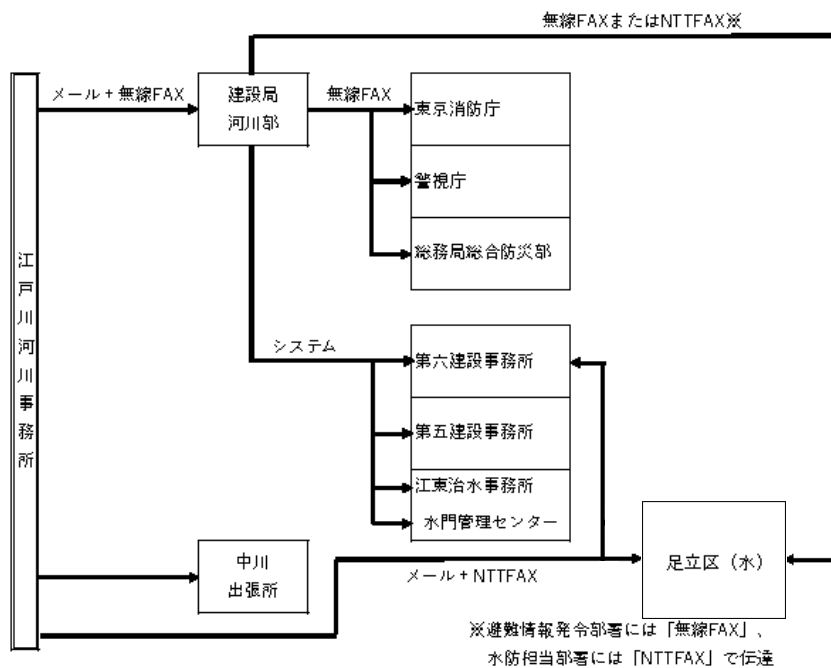 無線FAXまたはNTTFAX※
メール + 無線FAX
建設局
河川部
無線FAX
東京消防庁
警視庁
総務局総合防災部
江戸川河川事務所
システム
第六建設事務所
第五建設事務所
江東治水事務所
水門管理センター
中川
出張所
メール + NTTFAX
足立区（水）
※避難情報発令部署には「無線FAX」、
水防相当部署には「NTTFAX」で伝達